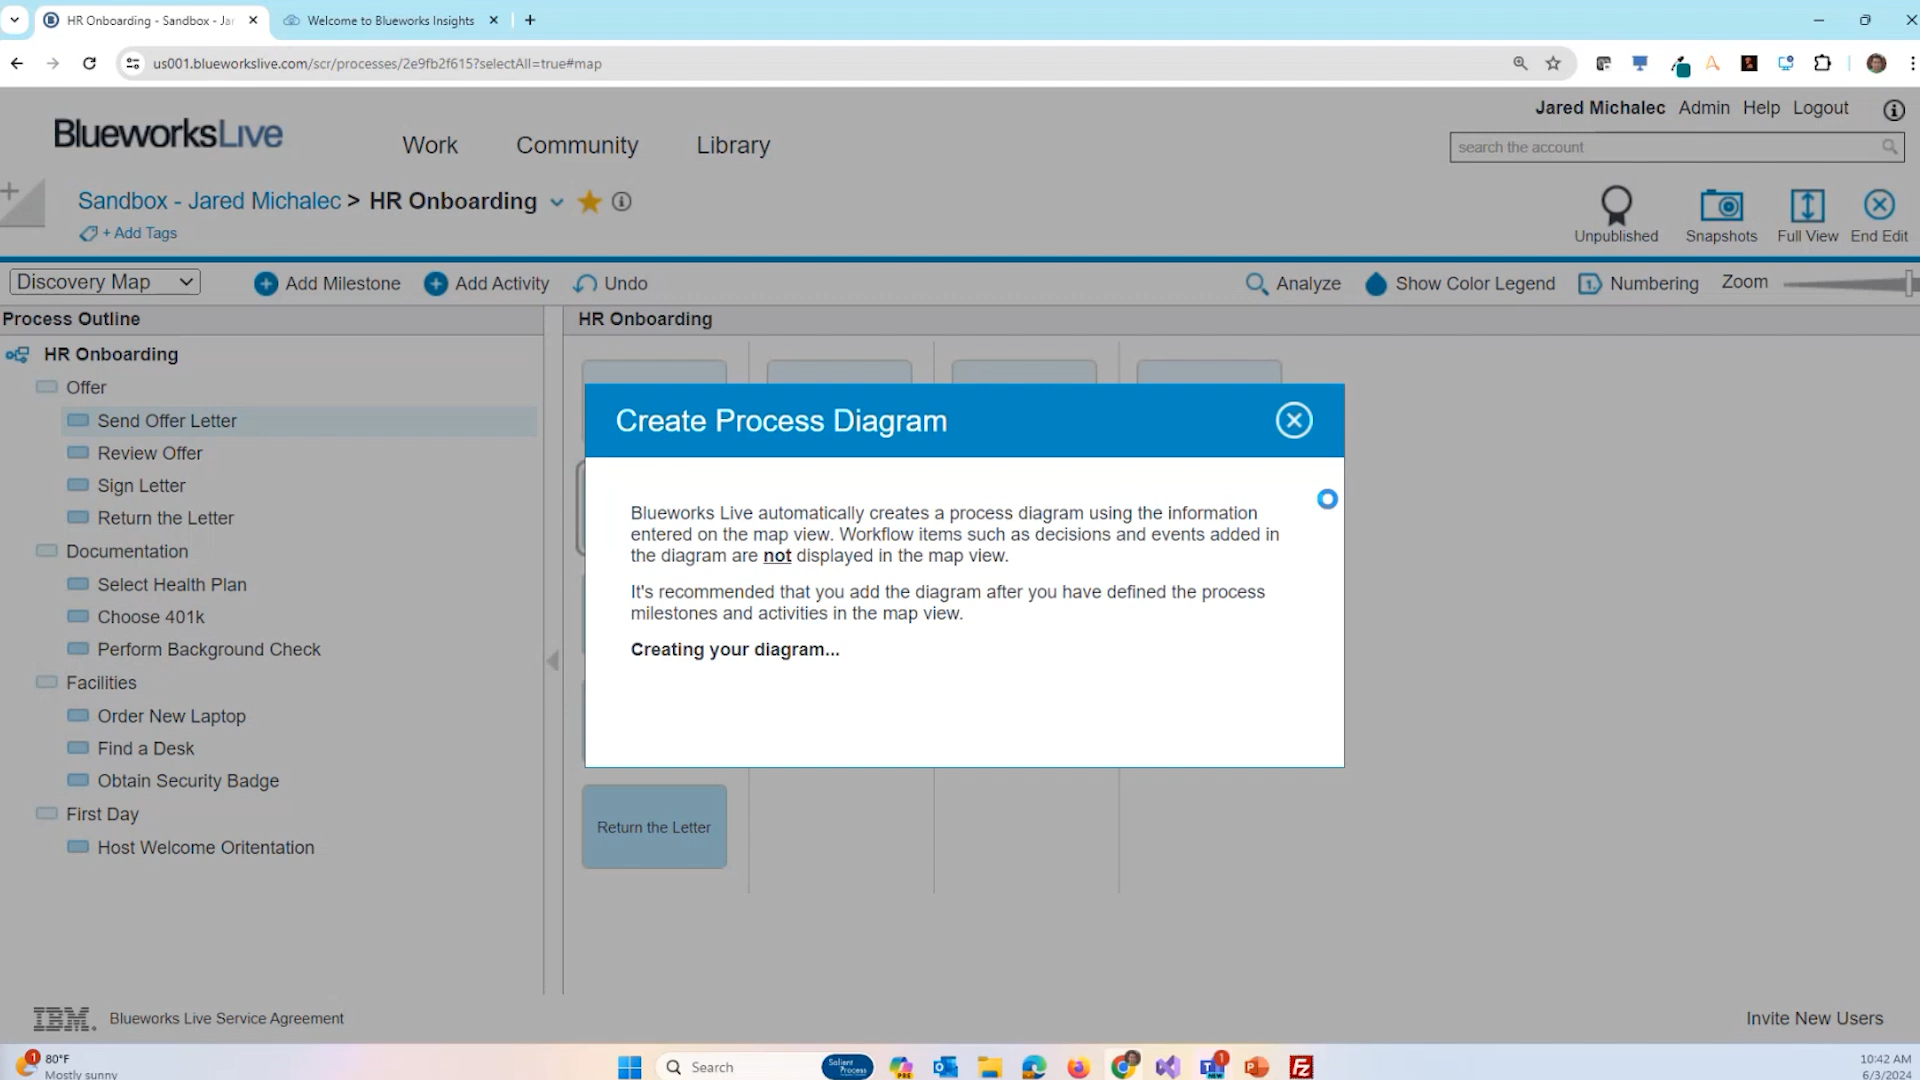 HR Onboarding - Sandbox - Jar
Welcome to Blueworks Insights
us001.blueworkslive.com/scr/processes/2e9fb2f615?selectAll=true#map
Jared Michalec Admin Help Logout
BlueworksLive
Work Community Library
search the account
Sandbox - Jared Michalec > HR Onboarding
+ Add Tags
Unpublished Snapshots Full View End Edit
Discovery Map Add Milestone Add Activity Undo Analyze Show Color Legend Numbering Zoom
Process Outline
HR Onboarding
HR Onboarding
Offer
Send Offer Letter
Review Offer
Sign Letter
Return the Letter
Documentation
Select Health Plan
Choose 401k
Perform Background Check
Facilities
Order New Laptop
Find a Desk
Obtain Security Badge
First Day
Host Welcome Oritentation
Create Process Diagram
Blueworks Live automatically creates a process diagram using the information
entered on the map view. Workflow items such as decisions and events added in
the diagram are not displayed in the map view.
It's recommended that you add the diagram after you have defined the process
milestones and activities in the map view.
Creating your diagram...
Return the Letter
IBM. Blueworks Live Service Agreement
Invite New Users
1
80°F
Mostly sunny
Search
Salient
Process
PRE
1
NEW
10:42 AM
6/3/2024